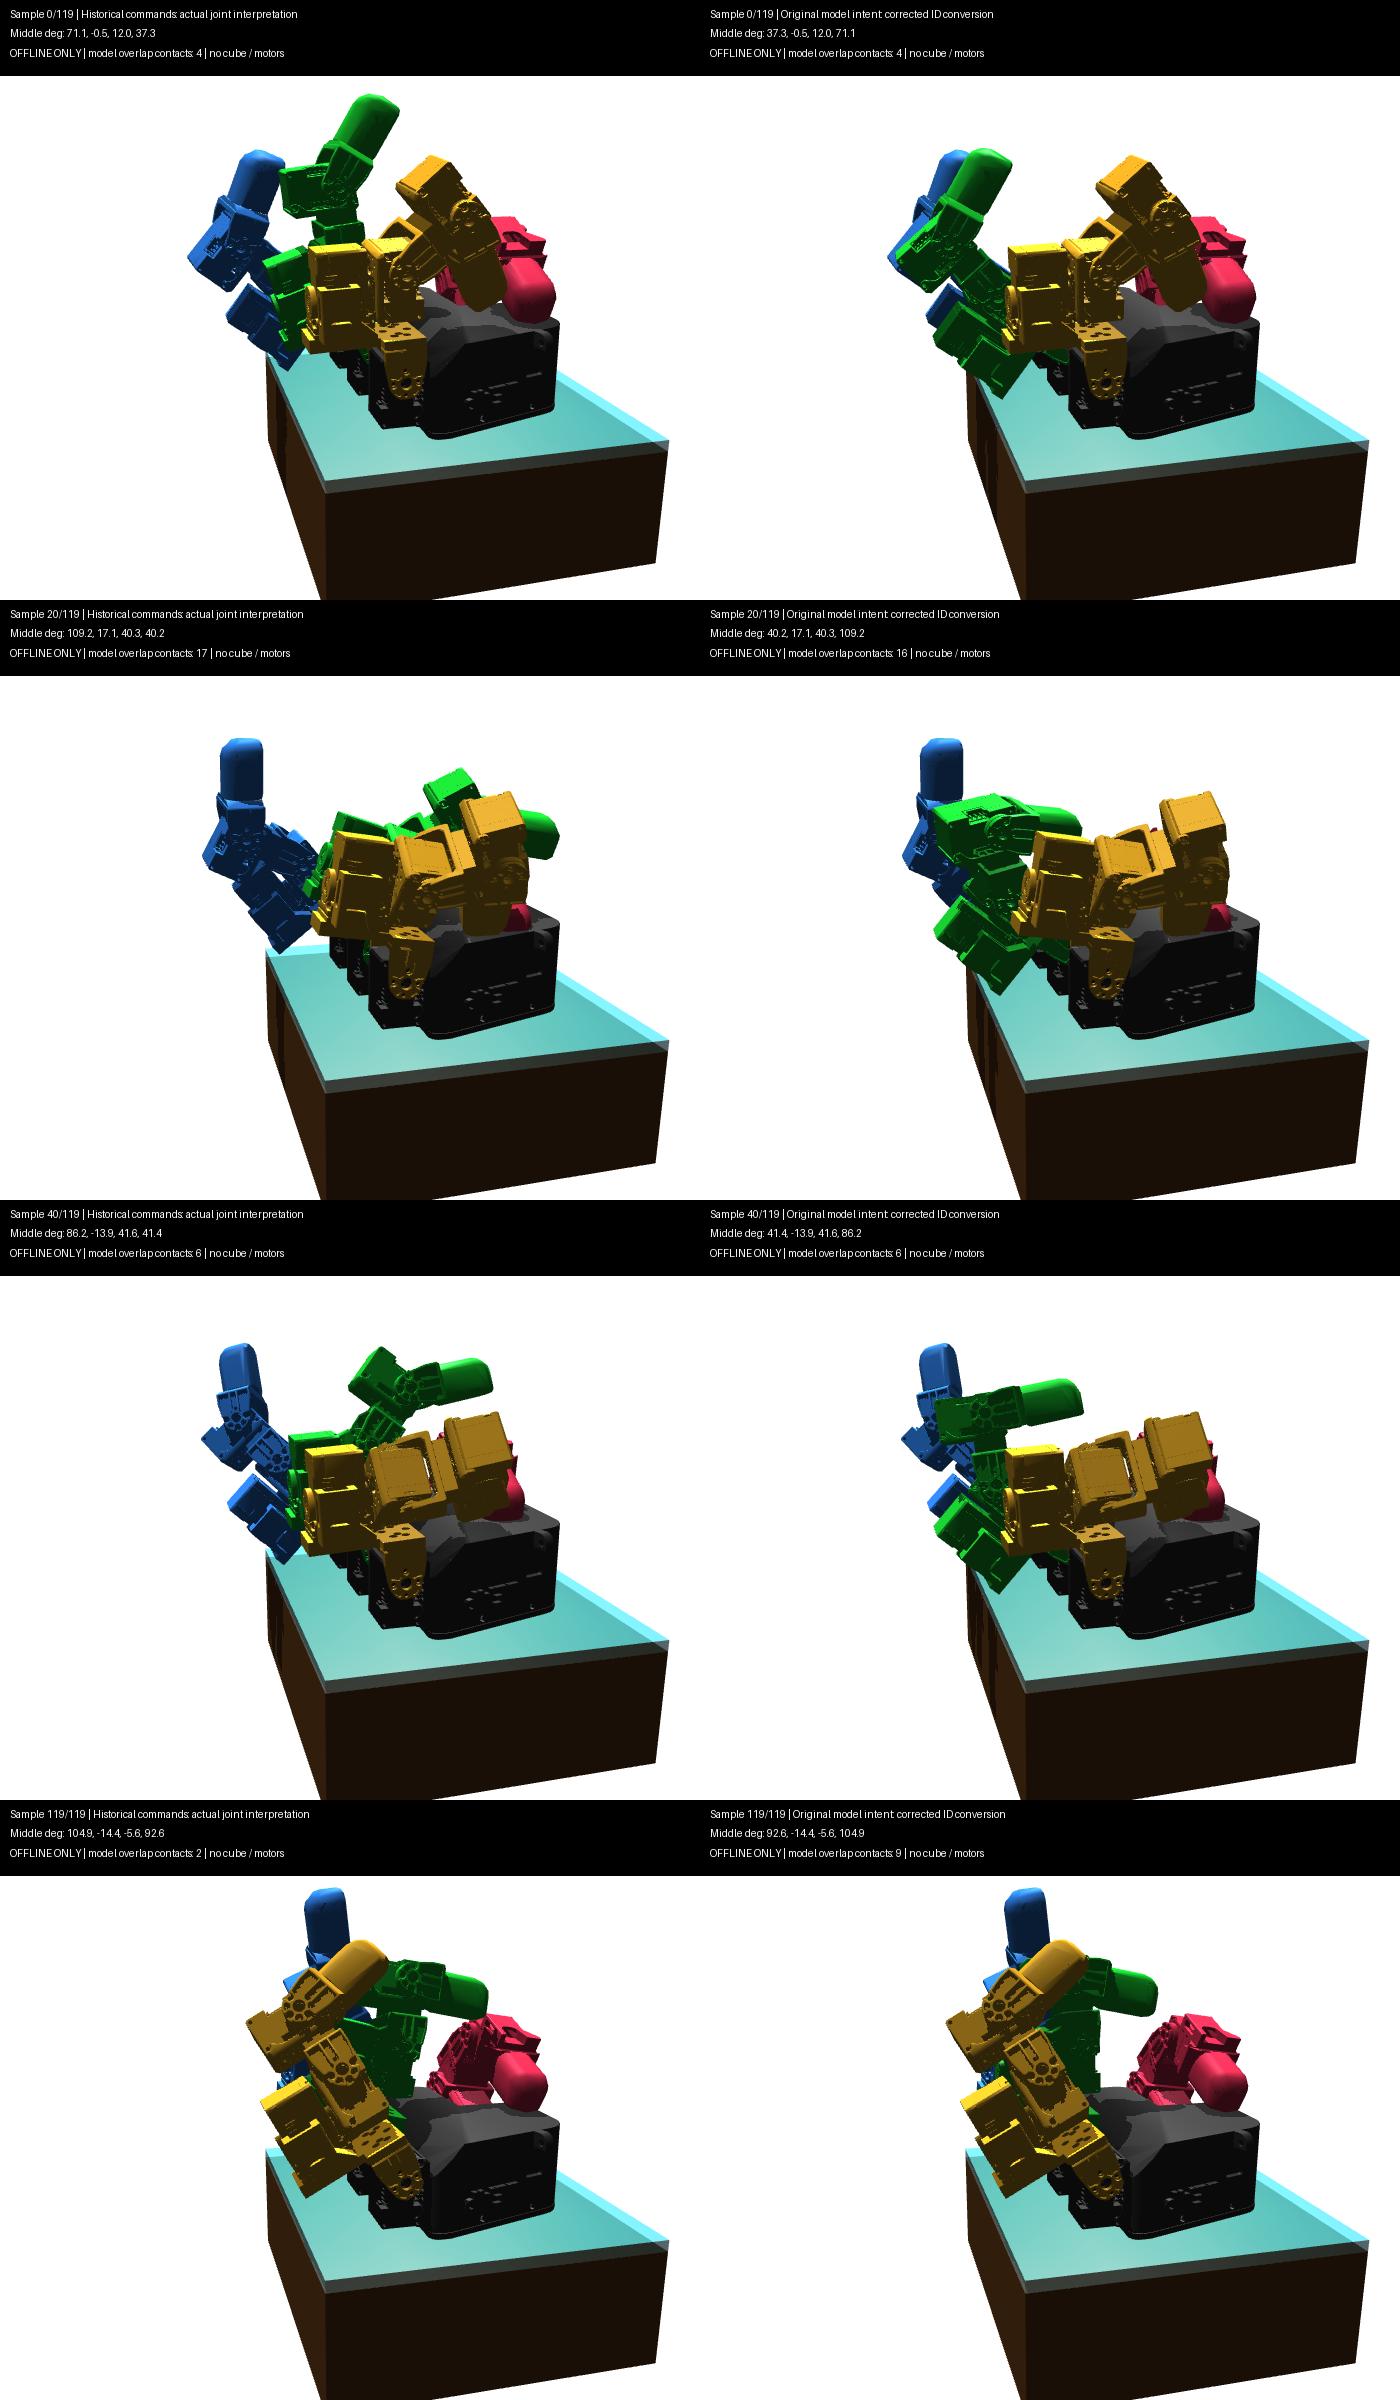 Sample 0/119 | Historical commands: actual joint interpretation
Middle deg: 71.1, -0.5, 12.0, 37.3
OFFLINE ONLY | model overlap contacts: 4 | no cube / motors
Sample 0/119 | Original model intent: corrected ID conversion
Middle deg: 37.3, -0.5, 12.0, 71.1
OFFLINE ONLY | model overlap contacts: 4 | no cube / motors
Sample 20/119 | Historical commands: actual joint interpretation
Middle deg: 109.2, 17.1, 40.3, 40.2
OFFLINE ONLY | model overlap contacts: 17 | no cube / motors
Sample 20/119 | Original model intent: corrected ID conversion
Middle deg: 40.2, 17.1, 40.3, 109.2
OFFLINE ONLY | model overlap contacts: 16 | no cube / motors
Sample 40/119 | Historical commands: actual joint interpretation
Middle deg: 86.2, -13.9, 41.6, 41.4
OFFLINE ONLY | model overlap contacts: 6 | no cube / motors
Sample 40/119 | Original model intent: corrected ID conversion
Middle deg: 41.4, -13.9, 41.6, 86.2
OFFLINE ONLY | model overlap contacts: 6 | no cube / motors
Sample 119/119 | Historical commands: actual joint interpretation
Middle deg: 104.9, -14.4, -5.6, 92.6
OFFLINE ONLY | model overlap contacts: 2 | no cube / motors
Sample 119/119 | Original model intent: corrected ID conversion
Middle deg: 92.6, -14.4, -5.6, 104.9
OFFLINE ONLY | model overlap contacts: 9 | no cube / motors